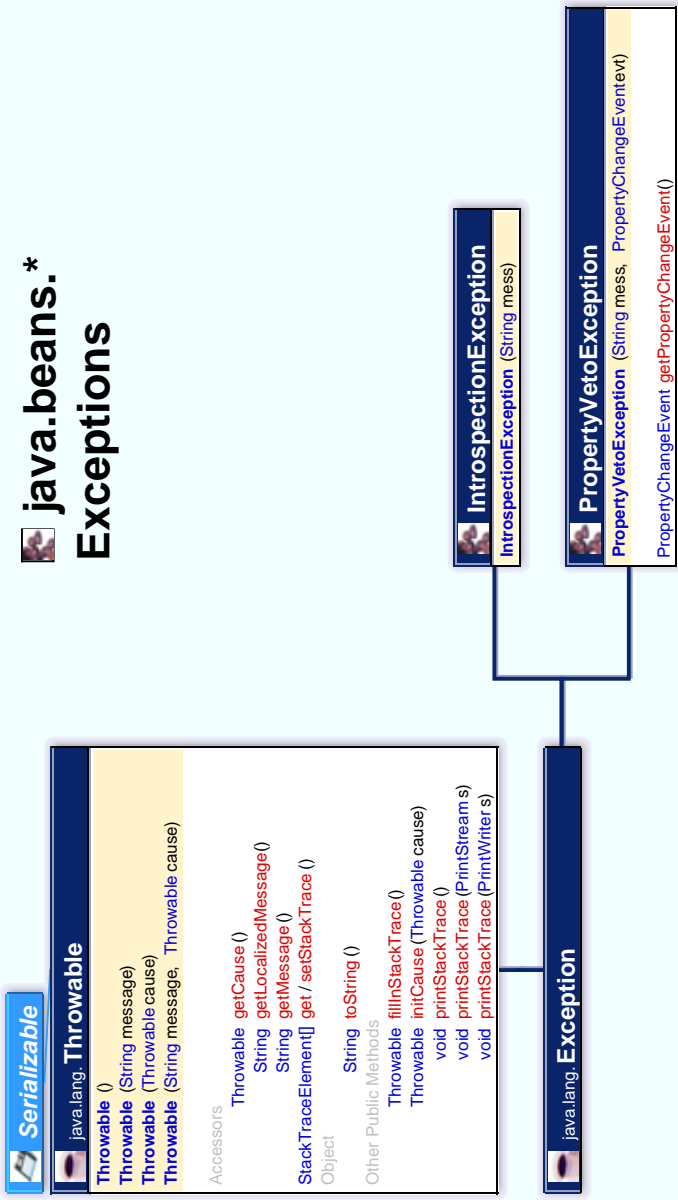 java.beans.*
Exceptions
Serializable
java.lang.Throwable
Throwable ()
Throwable (String message)
Throwable (Throwable cause)
Throwable (String message, Throwable cause)
Accessors
Throwable getCause ()
String getLocalizedMessage()
String getMessage ()
StackTraceElement[] get / setStackTrace ()
Object
String toString ()
Other Public Methods
Throwable fillInStackTrace ()
Throwable initCause (Throwable cause)
void printStackTrace ()
void printStackTrace (PrintStream s)
void printStackTrace (PrintWriter s)
java.lang.Exception
IntrospectionException
IntrospectionException (String mess)
PropertyVetoException
PropertyVetoException (String mess, PropertyChangeEventevt)
PropertyChangeEvent getPropertyChangeEvent()